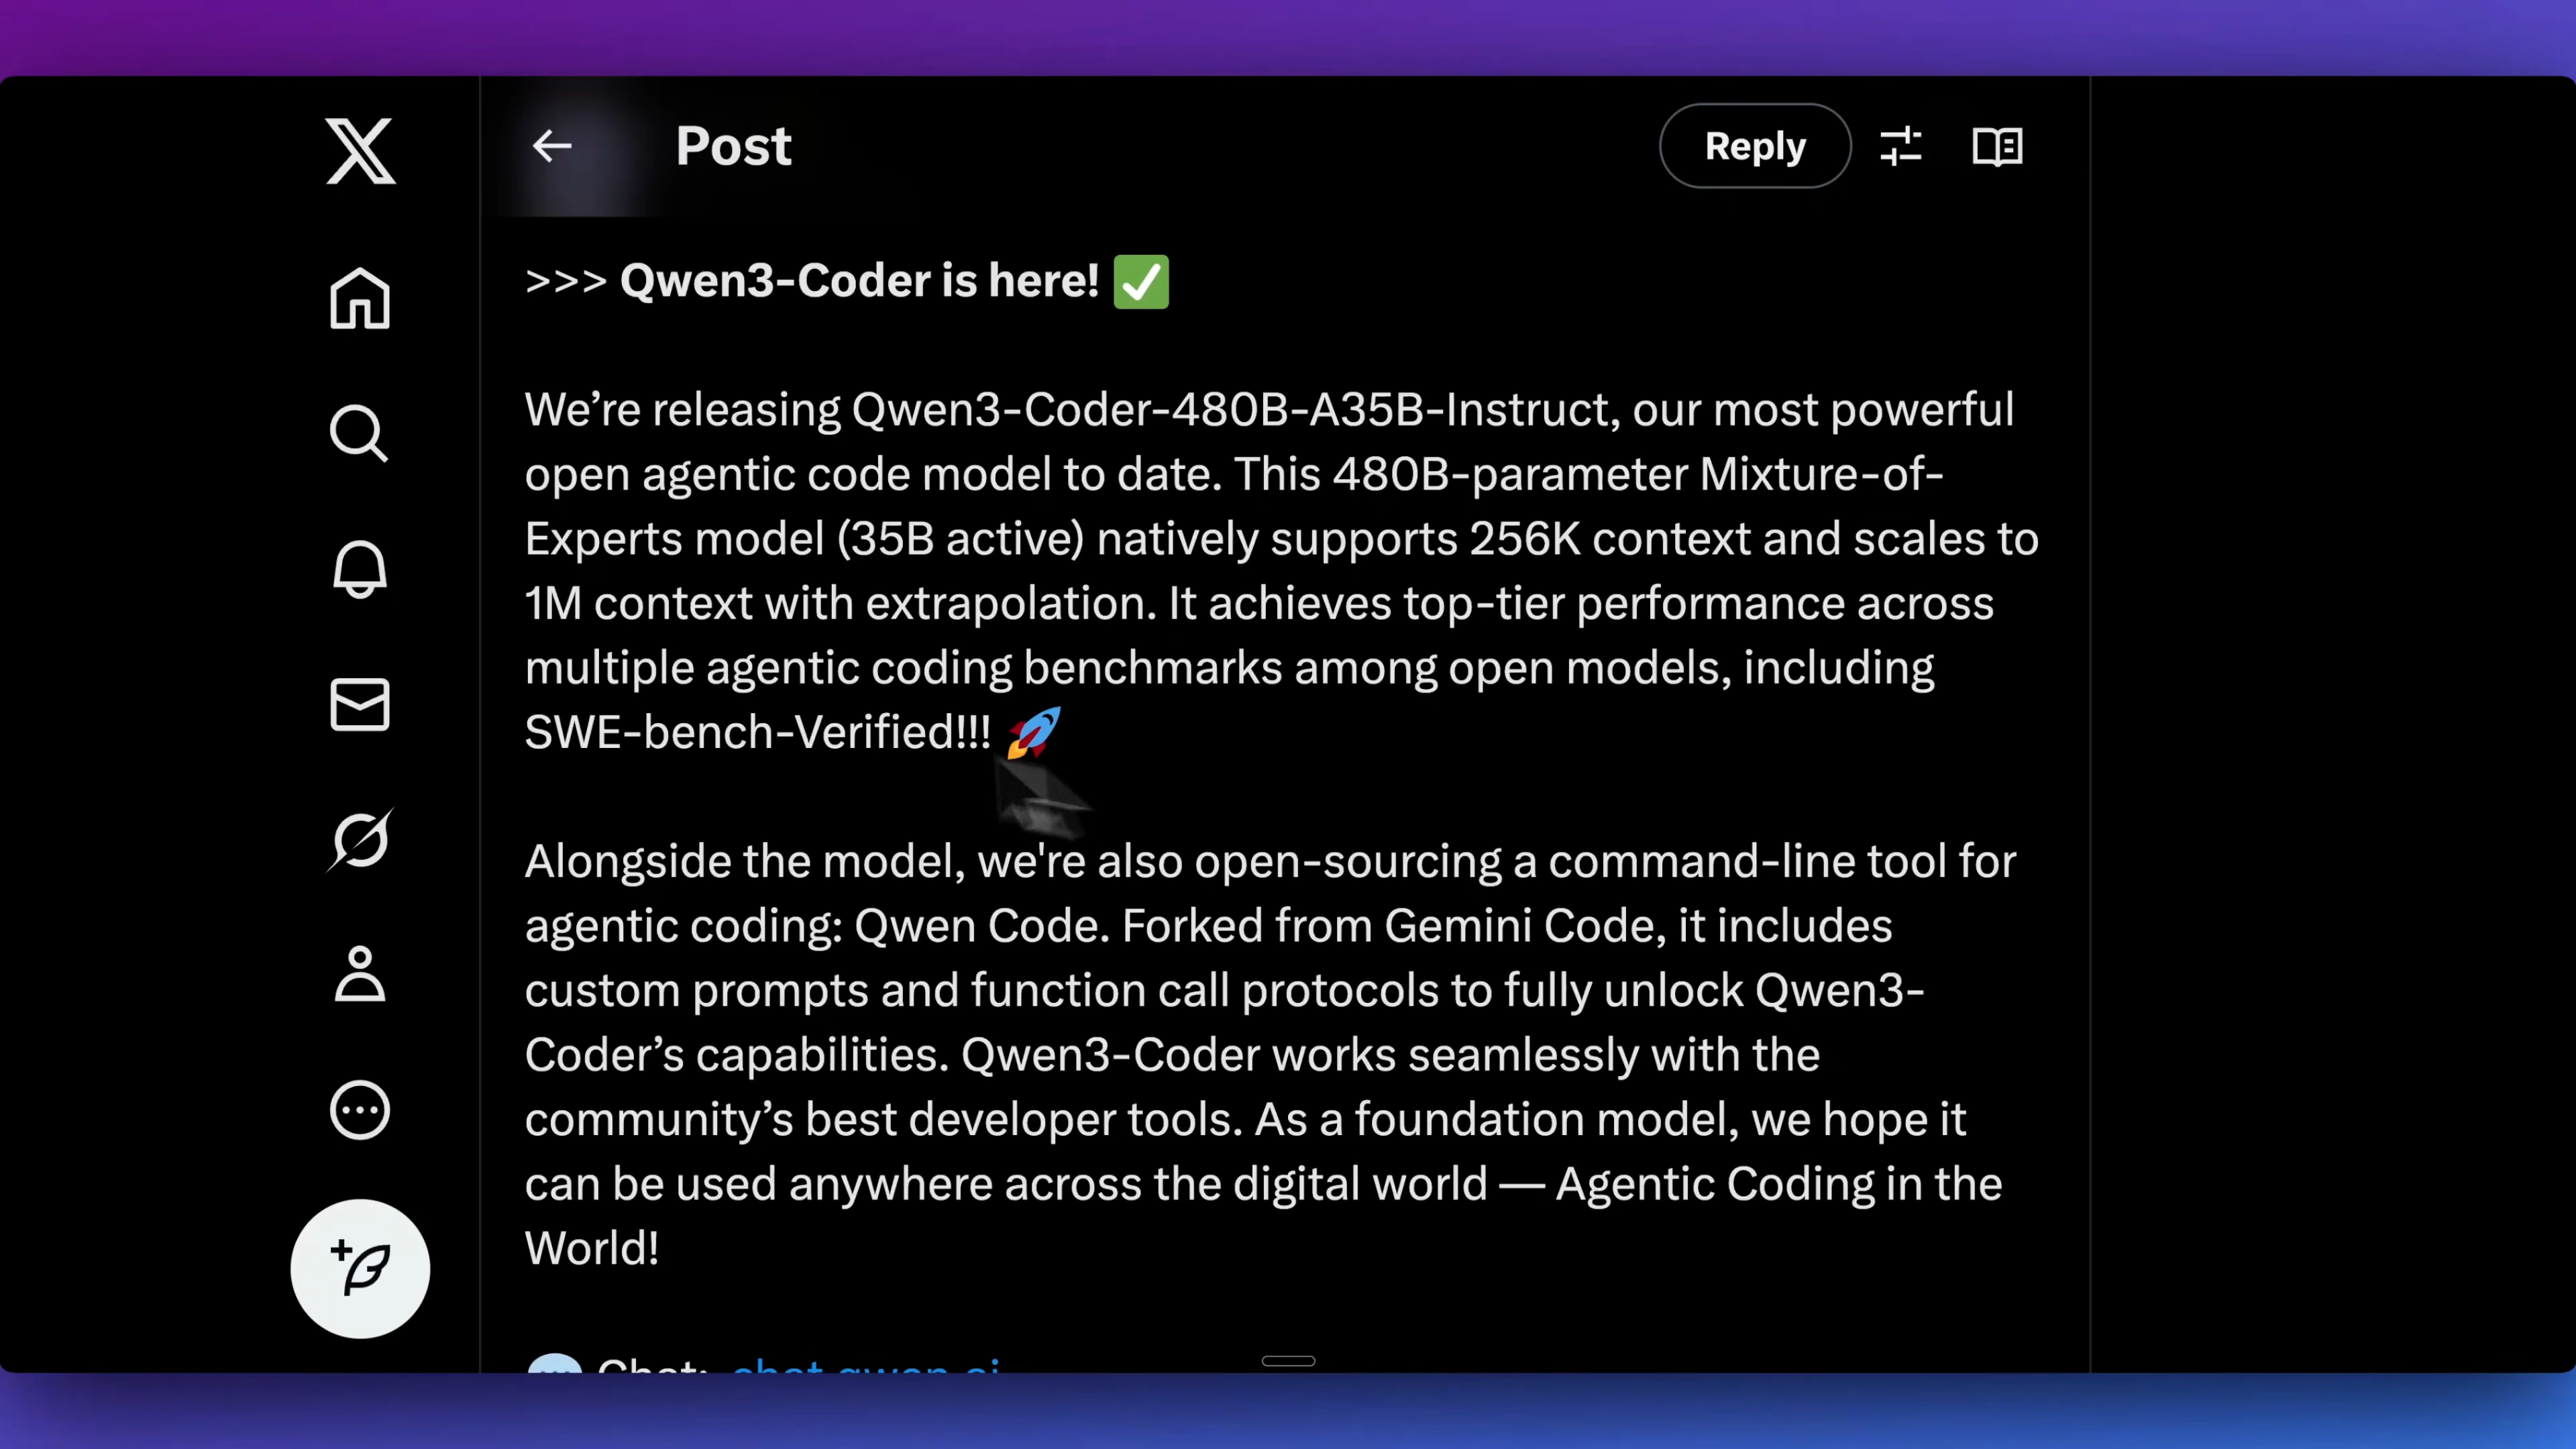 Post
Reply
>>> Qwen3-Coder is here! ✅
We’re releasing Qwen3-Coder-480B-A35B-Instruct, our most powerful
open agentic code model to date. This 480B-parameter Mixture-of-
Experts model (35B active) natively supports 256K context and scales to
1M context with extrapolation. It achieves top-tier performance across
multiple agentic coding benchmarks among open models, including
SWE-bench-Verified!!! 🚀
Alongside the model, we're also open-sourcing a command-line tool for
agentic coding: Qwen Code. Forked from Gemini Code, it includes
custom prompts and function call protocols to fully unlock Qwen3-
Coder’s capabilities. Qwen3-Coder works seamlessly with the
community’s best developer tools. As a foundation model, we hope it
can be used anywhere across the digital world — Agentic Coding in the
World!
Chat: chat.qwen.ai